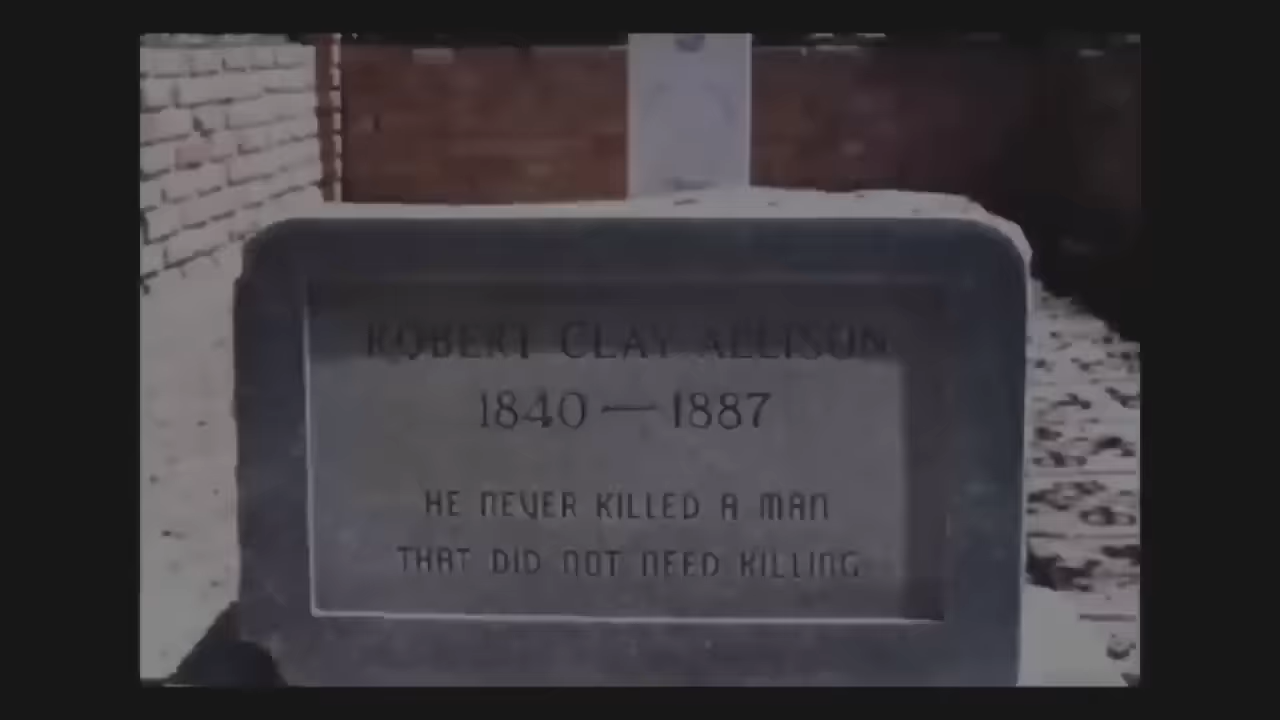 ROBERT CLAY ALLISON
1840 — 1887
HE NEVER KILLED A MAN
THAT DID NOT NEED KILLING